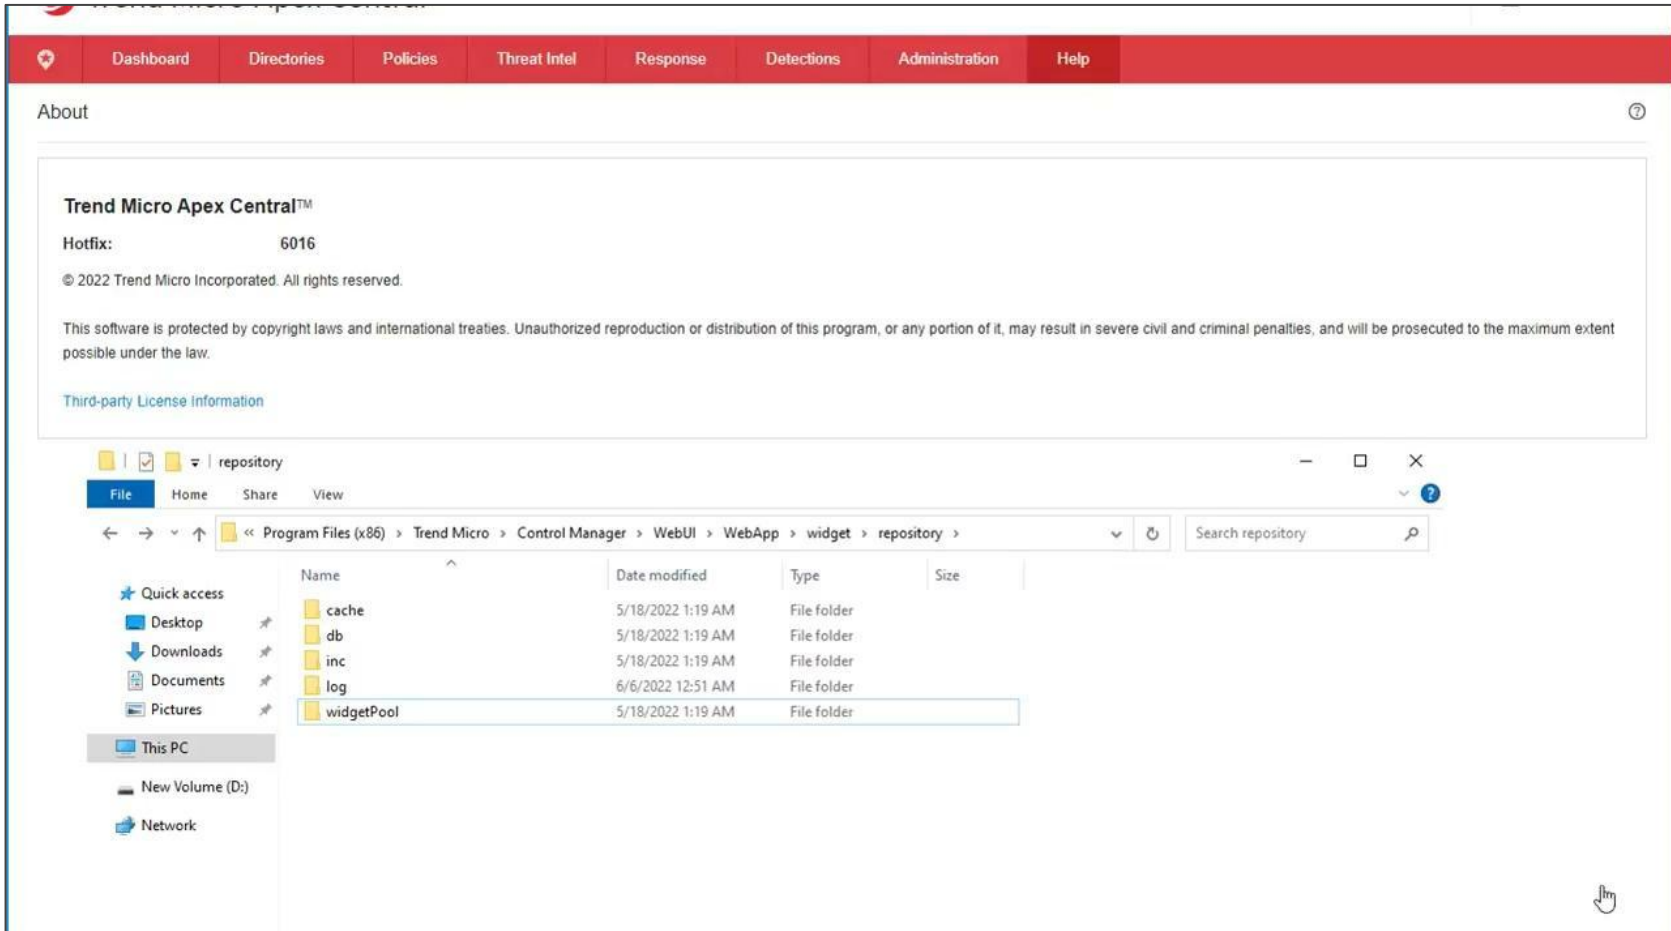 Trend Micro Apex Central
Dashboard Directories Policies Threat Intel Response Detections Administration Help
About
Trend Micro Apex Central™
Hotfix: 6016
© 2022 Trend Micro Incorporated. All rights reserved.
This software is protected by copyright laws and international treaties. Unauthorized reproduction or distribution of this program, or any portion of it, may result in severe civil and criminal penalties, and will be prosecuted to the maximum extent
possible under the law.
Third-party License Information
repository
File Home Share View
« Program Files (x86) › Trend Micro › Control Manager › WebUI › WebApp › widget › repository ›
Search repository
Name Date modified Type Size
Quick access
Desktop
Downloads
Documents
Pictures
This PC
New Volume (D:)
Network
cache 5/18/2022 1:19 AM File folder
db 5/18/2022 1:19 AM File folder
inc 5/18/2022 1:19 AM File folder
log 6/6/2022 12:51 AM File folder
widgetPool 5/18/2022 1:19 AM File folder